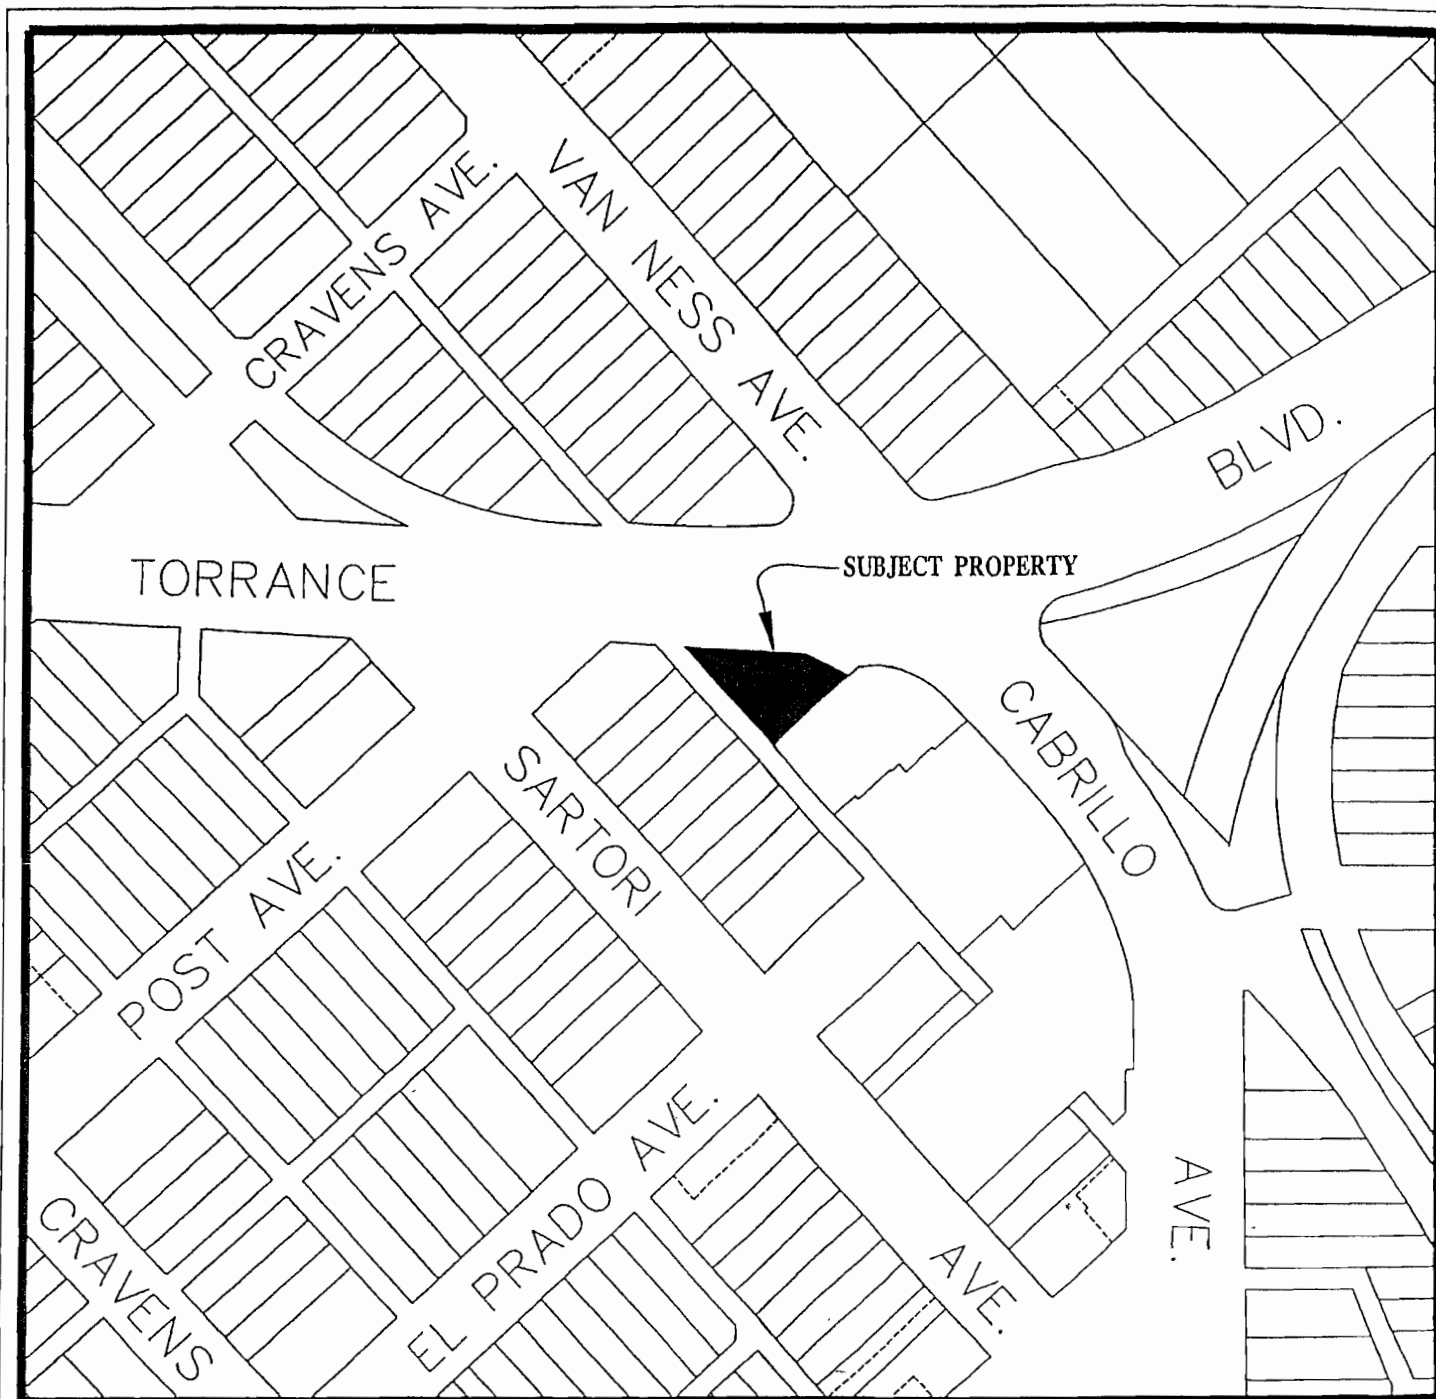 CRAVENS AVE.
VAN NESS AVE.
BLVD.
TORRANCE
SUBJECT PROPERTY
CABRILLO
SARTORI
POST AVE.
EL PRADO AVE.
CRAVENS
AVE.
AVE.